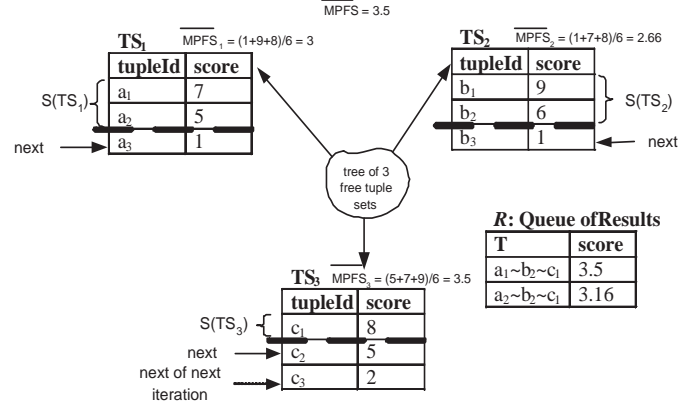 MPFS = 3.5
TS1 MPFS1 = (1+9+8)/6 = 3
tupleId score
a1 7
a2 5
a3 1
S(TS1)
next
TS2 MPFS2 = (1+7+8)/6 = 2.66
tupleId score
b1 9
b2 6
b3 1
S(TS2)
next
tree of 3
free tuple
sets
R: Queue of Results
T score
a1~b2~c1 3.5
a2~b2~c1 3.16
TS3 MPFS3 = (5+7+9)/6 = 3.5
tupleId score
c1 8
c2 5
c3 2
S(TS3)
next
next of next
iteration